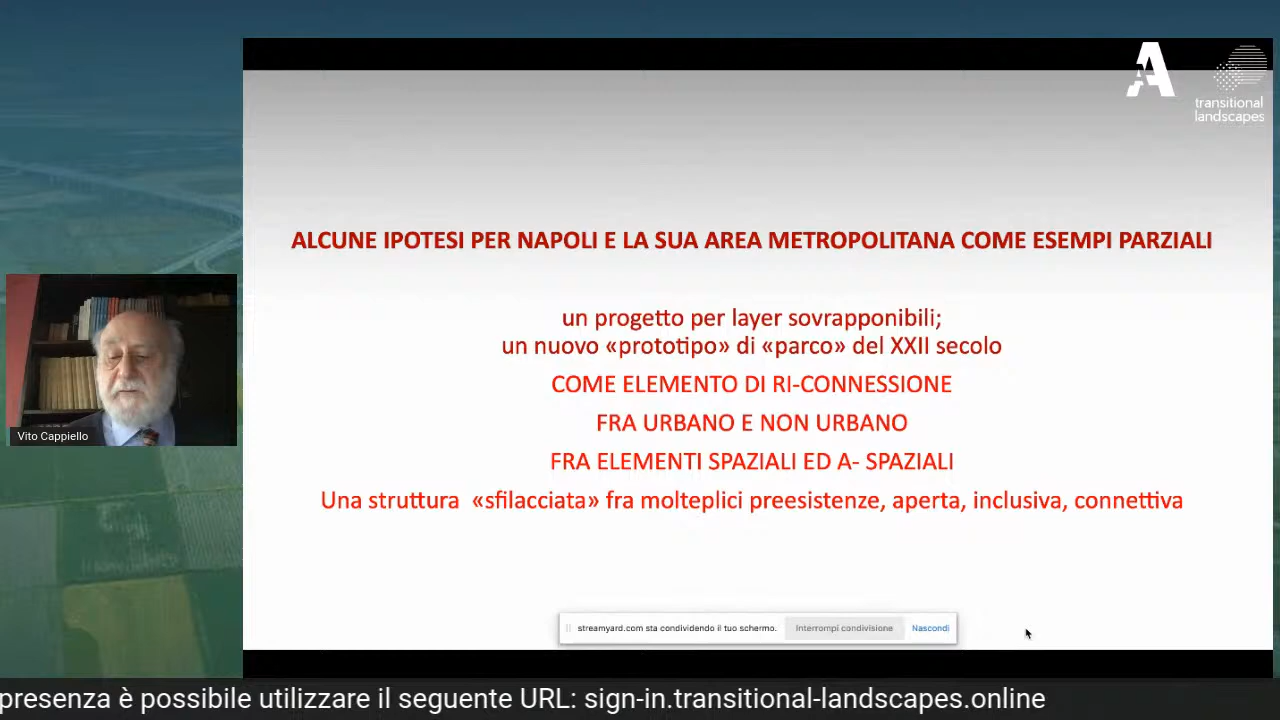 A
transitional
landscapes
ALCUNE IPOTESI PER NAPOLI E LA SUA AREA METROPOLITANA COME ESEMPI PARZIALI
un progetto per layer sovrapponibili;
un nuovo «prototipo» di «parco» del XXII secolo
COME ELEMENTO DI RI-CONNESSIONE
FRA URBANO E NON URBANO
FRA ELEMENTI SPAZIALI ED A- SPAZIALI
Una struttura «sfilacciata» fra molteplici preesistenze, aperta, inclusiva, connettiva
Vito Cappiello
streamyard.com sta condividendo il tuo schermo. Interrompi condivisione Nascondi
presenza è possibile utilizzare il seguente URL: sign-in.transitional-landscapes.online